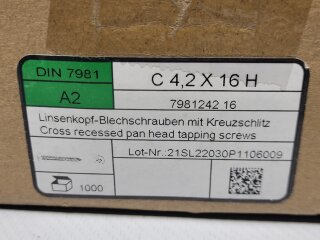 DIN 7981
C 4,2 X 16 H
A2
7981242 16
Linsenkopf-Blechschrauben mit Kreuzschlitz
Cross recessed pan head tapping screws
Lot-Nr.:21SL22030P1106009
1000